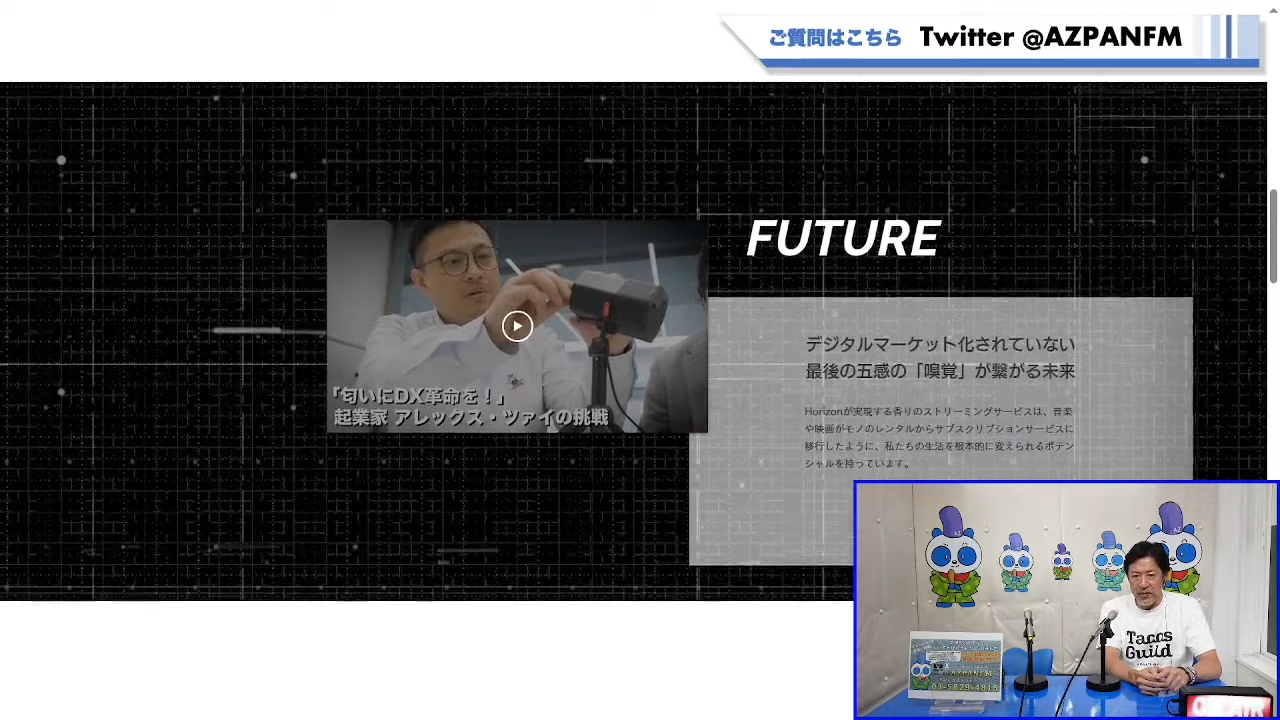 ご質問はこちら Twitter @AZPANFM
FUTURE
「匂いにDX革命を！」
起業家 アレックス・ツァイの挑戦
デジタルマーケット化されていない
最後の五感の「嗅覚」が繋がる未来
Horizonが実現する香りのストリーミングサービスは、音楽
や映画がモノのレンタルからサブスクリプションサービスに
移行したように、私たちの生活を根本的に変えられるポテン
シャルを持っています。
AZ
Tacos
Guild
AZPANFM
03-5829-4815
ON AIR